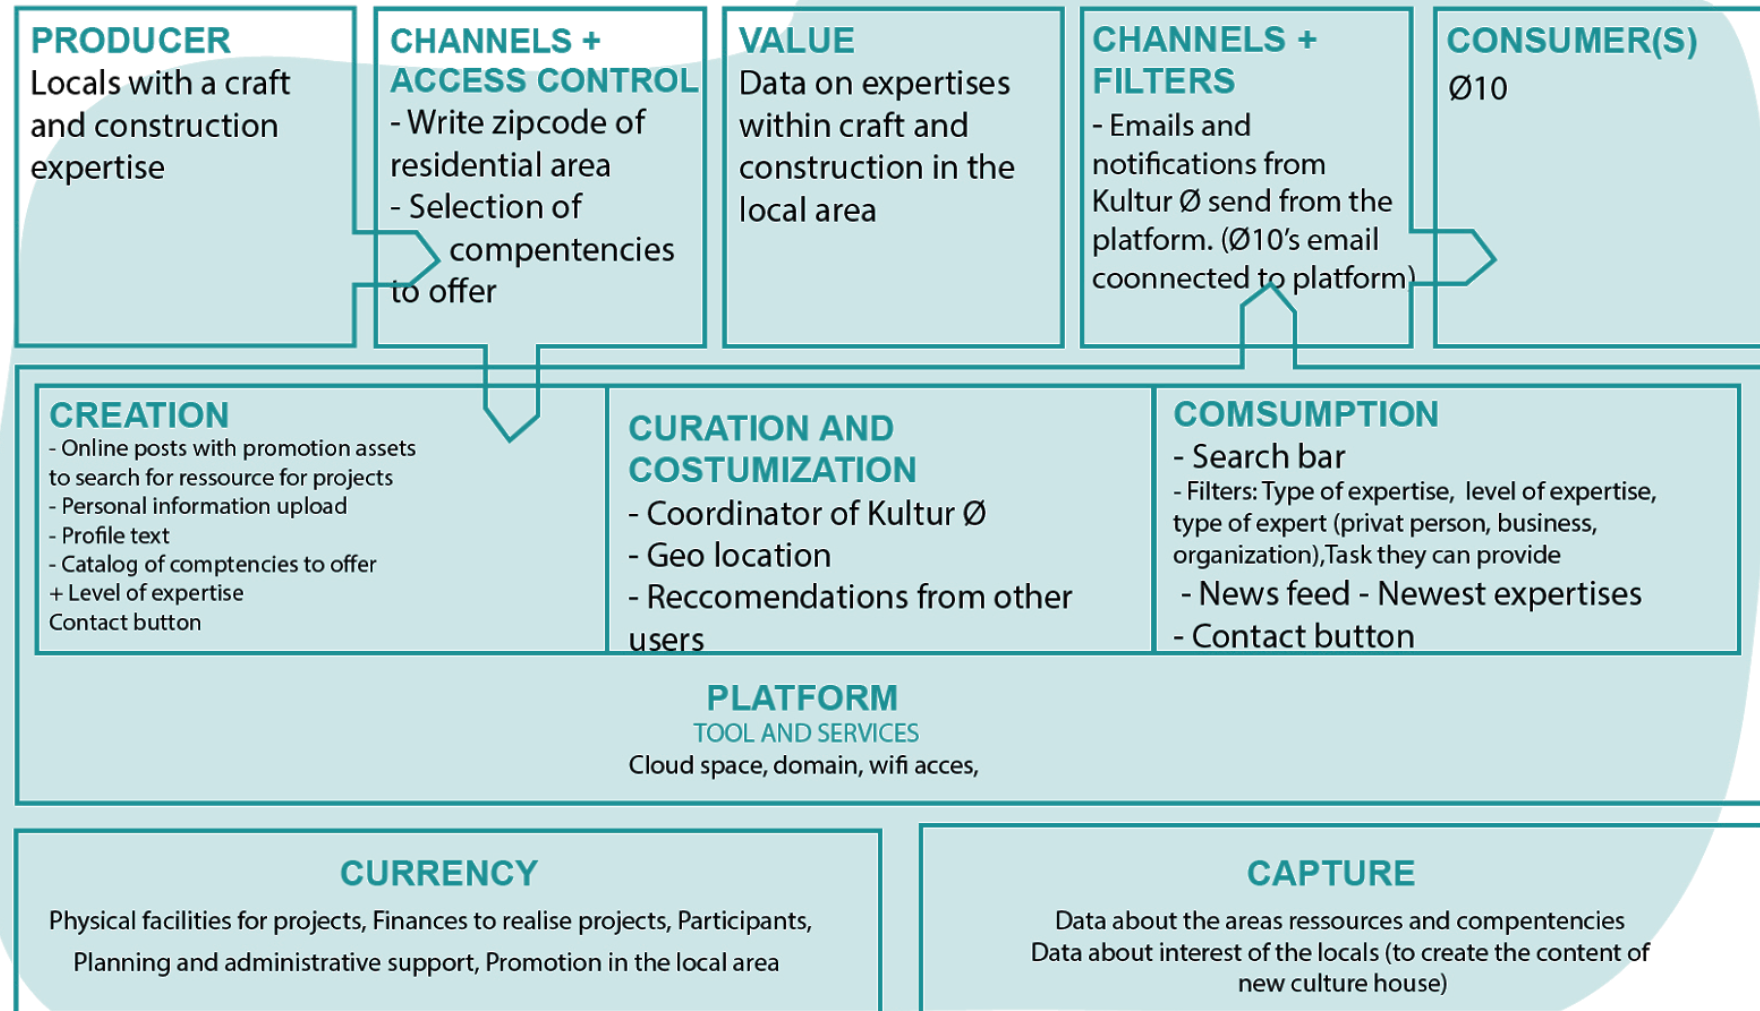 PRODUCER
Locals with a craft
and construction
expertise
CHANNELS +
ACCESS CONTROL
- Write zipcode of
residential area
- Selection of
compentencies
to offer
VALUE
Data on expertises
within craft and
construction in the
local area
CHANNELS +
FILTERS
- Emails and
notifications from
Kultur Ø send from the
platform. (Ø10's email
coonnected to platform)
CONSUMER(S)
Ø10
CREATION
- Online posts with promotion assets
to search for ressource for projects
- Personal information upload
- Profile text
- Catalog of comptencies to offer
+ Level of expertise
Contact button
CURATION AND
COSTUMIZATION
- Coordinator of Kultur Ø
- Geo location
- Reccomendations from other
users
COMSUMPTION
- Search bar
- Filters: Type of expertise, level of expertise,
type of expert (privat person, business,
organization),Task they can provide
- News feed - Newest expertises
- Contact button
PLATFORM
TOOL AND SERVICES
Cloud space, domain, wifi acces,
CURRENCY
Physical facilities for projects, Finances to realise projects, Participants,
Planning and administrative support, Promotion in the local area
CAPTURE
Data about the areas ressources and compentencies
Data about interest of the locals (to create the content of
new culture house)